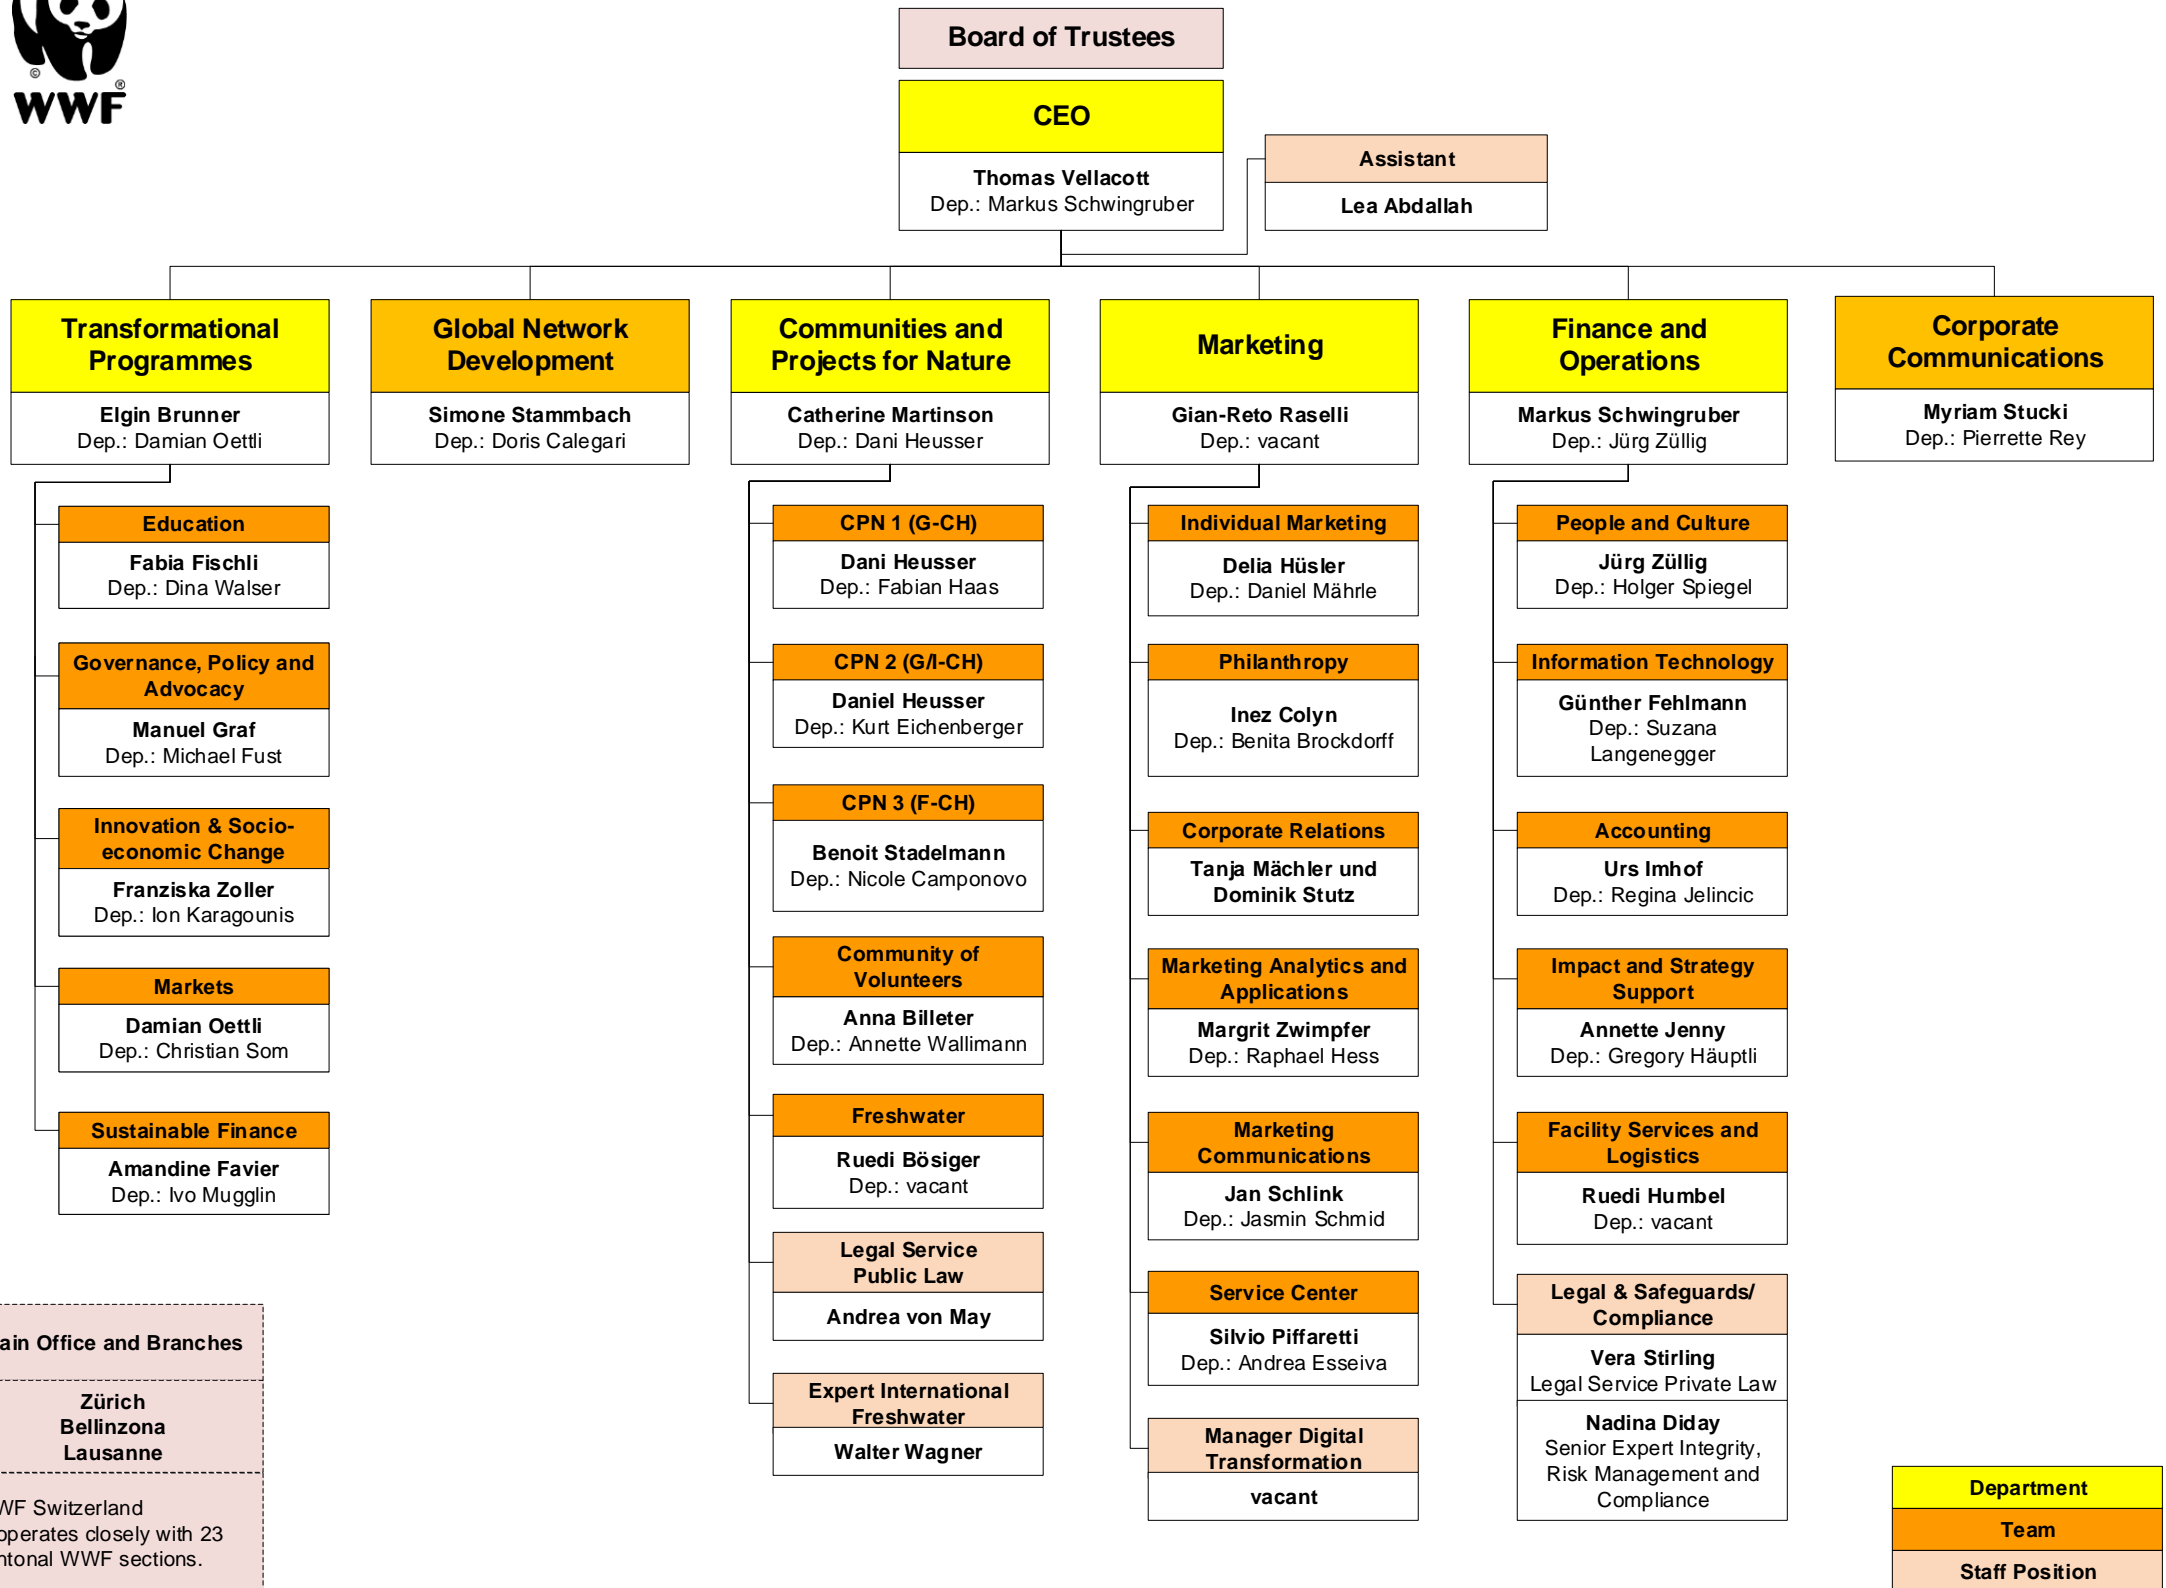 ©
®
WWF
Board of Trustees
CEO
Thomas Vellacott
Dep.: Markus Schwingruber
Assistant
Lea Abdallah
Transformational
Programmes
Elgin Brunner
Dep.: Damian Oettli
Global Network
Development
Simone Stammbach
Dep.: Doris Calegari
Communities and
Projects for Nature
Catherine Martinson
Dep.: Dani Heusser
Marketing
Gian-Reto Raselli
Dep.: vacant
Finance and
Operations
Markus Schwingruber
Dep.: Jürg Züllig
Corporate
Communications
Myriam Stucki
Dep.: Pierrette Rey
Education
Fabia Fischli
Dep.: Dina Walser
Governance, Policy and
Advocacy
Manuel Graf
Dep.: Michael Fust
Innovation & Socio-
economic Change
Franziska Zoller
Dep.: Ion Karagounis
Markets
Damian Oettli
Dep.: Christian Som
Sustainable Finance
Amandine Favier
Dep.: Ivo Mugglin
CPN 1 (G-CH)
Dani Heusser
Dep.: Fabian Haas
CPN 2 (G/I-CH)
Daniel Heusser
Dep.: Kurt Eichenberger
CPN 3 (F-CH)
Benoit Stadelmann
Dep.: Nicole Camponovo
Community of
Volunteers
Anna Billeter
Dep.: Annette Wallimann
Freshwater
Ruedi Bösiger
Dep.: vacant
Legal Service
Public Law
Andrea von May
Expert International
Freshwater
Walter Wagner
Individual Marketing
Delia Hüsler
Dep.: Daniel Mährle
Philanthropy
Inez Colyn
Dep.: Benita Brockdorff
Corporate Relations
Tanja Mächler und
Dominik Stutz
Marketing Analytics and
Applications
Margrit Zwimpfer
Dep.: Raphael Hess
Marketing
Communications
Jan Schlink
Dep.: Jasmin Schmid
Service Center
Silvio Piffaretti
Dep.: Andrea Esseiva
Manager Digital
Transformation
vacant
People and Culture
Jürg Züllig
Dep.: Holger Spiegel
Information Technology
Günther Fehlmann
Dep.: Suzana
Langenegger
Accounting
Urs Imhof
Dep.: Regina Jelincic
Impact and Strategy
Support
Annette Jenny
Dep.: Gregory Häuptli
Facility Services and
Logistics
Ruedi Humbel
Dep.: vacant
Legal & Safeguards/
Compliance
Vera Stirling
Legal Service Private Law
Nadina Diday
Senior Expert Integrity,
Risk Management and
Compliance
ain Office and Branches
Zürich
Bellinzona
Lausanne
WF Switzerland
operates closely with 23
ntonal WWF sections.
Department
Team
Staff Position